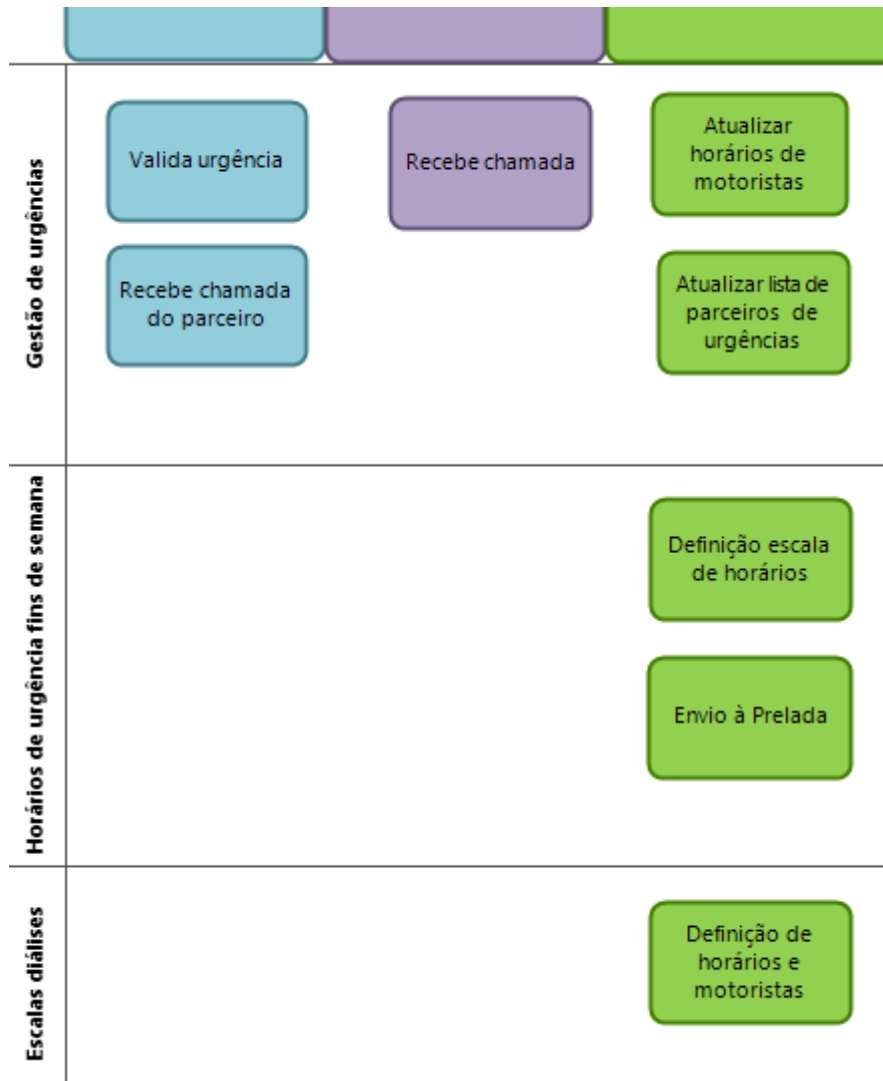 Gestão de urgências
Valida urgência
Recebe chamada
do parceiro
Recebe chamada
Atualizar
horários de
motoristas
Atualizar lista de
parceiros de
urgências
Horários de urgência fins de semana
Definição escala
de horários
Envio à Prelada
Escalas diálises
Definição de
horários e
motoristas